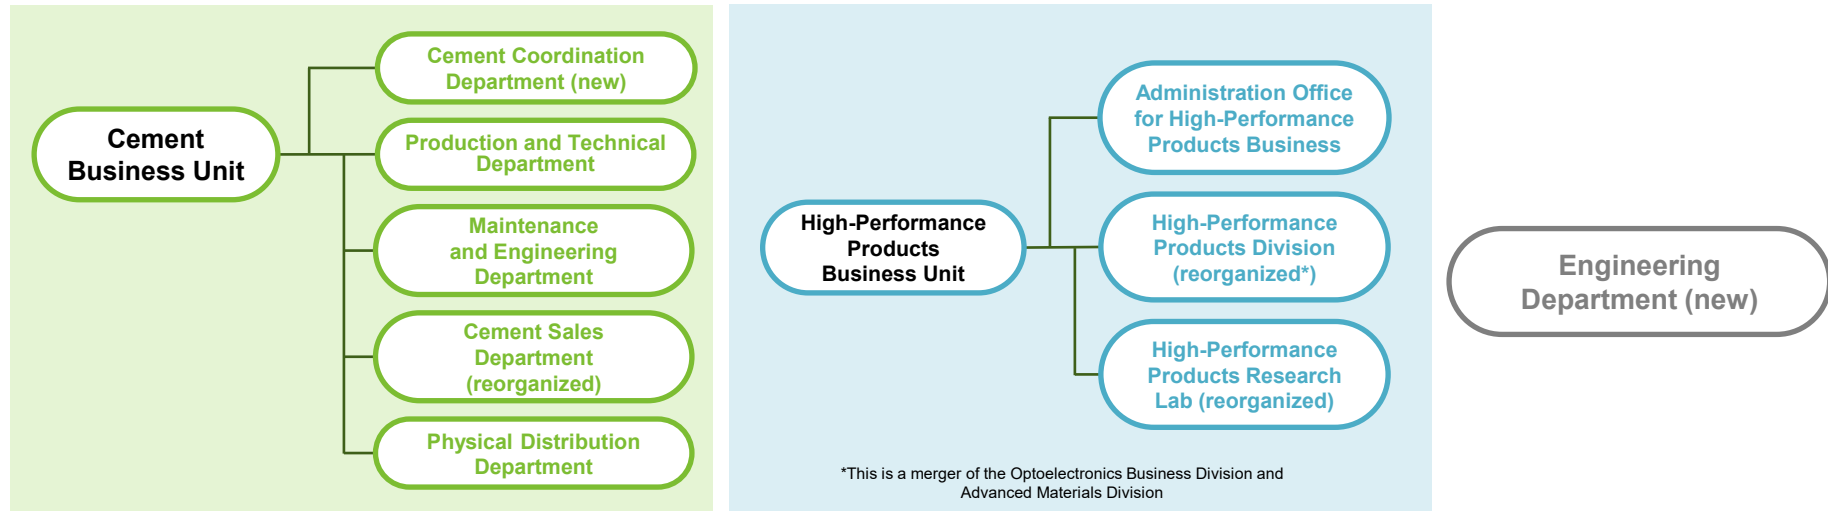 Cement
Business Unit
Cement Coordination
Department (new)
Production and Technical
Department
Maintenance
and Engineering
Department
Cement Sales
Department
(reorganized)
Physical Distribution
Department
High-Performance
Products
Business Unit
Administration Office
for High-Performance
Products Business
High-Performance
Products Division
(reorganized*)
High-Performance
Products Research
Lab (reorganized)
*This is a merger of the Optoelectronics Business Division and
Advanced Materials Division
Engineering
Department (new)